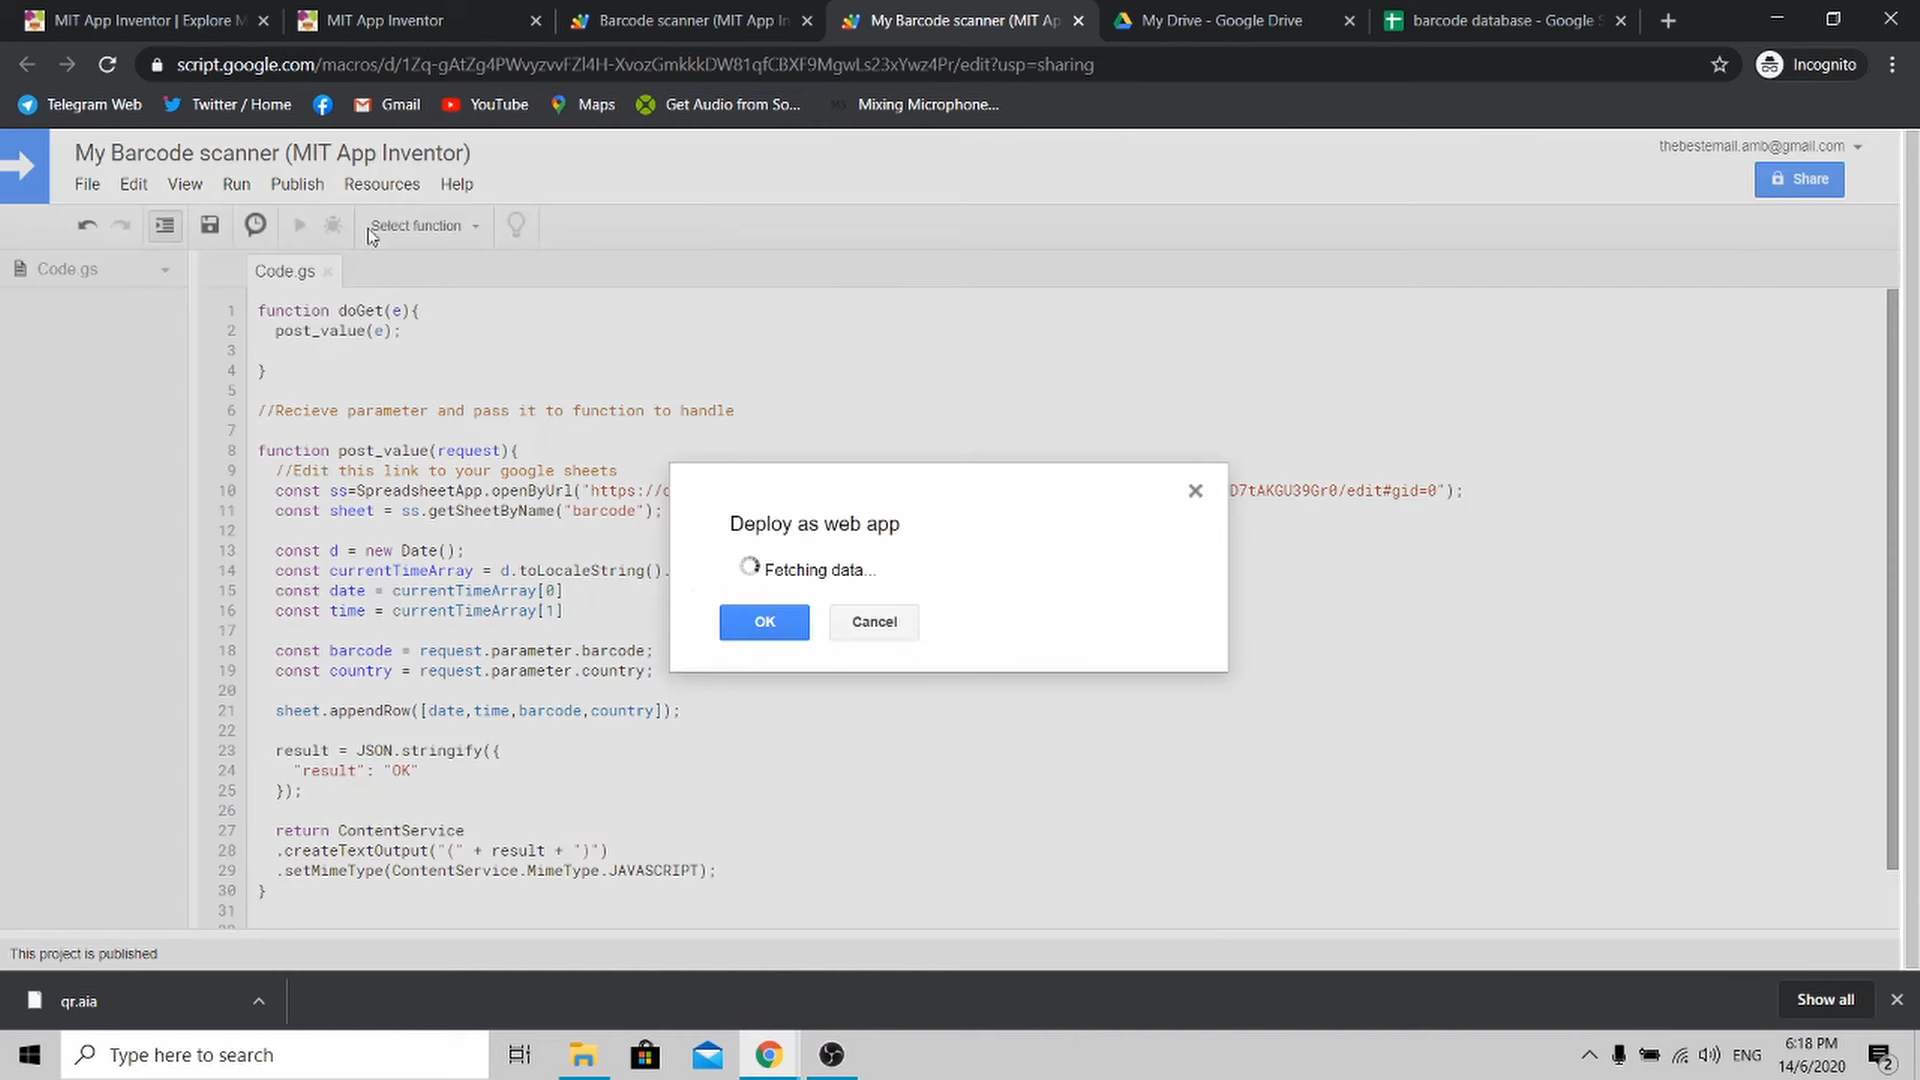 MIT App Inventor | Explore M
MIT App Inventor
Barcode scanner (MIT App In
My Barcode scanner (MIT Ap
My Drive - Google Drive
barcode database - Google S
script.google.com/macros/d/1Zq-gAtZg4PWvyzvvFZl4H-XvozGmkkkDW81qfCBXF9MgwLs23xYwz4Pr/edit?usp=sharing
Incognito
Telegram Web
Twitter / Home
Gmail
YouTube
Maps
Get Audio from So...
MS Mixing Microphone...
My Barcode scanner (MIT App Inventor)
thebestemail.amb@gmail.com
File Edit View Run Publish Resources Help
Share
Select function
Code.gs
Code.gs
1 function doGet(e){
2 post_value(e);
3
4 }
5
6 //Recieve parameter and pass it to function to handle
7
8 function post_value(request){
9 //Edit this link to your google sheets
10 const ss=SpreadsheetApp.openByUrl("https:// D7tAKGU39Gr0/edit#gid=0");
11 const sheet = ss.getSheetByName("barcode");
12
13 const d = new Date();
14 const currentTimeArray = d.toLocaleString().
15 const date = currentTimeArray[0]
16 const time = currentTimeArray[1]
17
18 const barcode = request.parameter.barcode;
19 const country = request.parameter.country;
20
21 sheet.appendRow([date,time,barcode,country]);
22
23 result = JSON.stringify({
24 "result": "OK"
25 });
26
27 return ContentService
28 .createTextOutput("(" + result + ")")
29 .setMimeType(ContentService.MimeType.JAVASCRIPT);
30 }
31
Deploy as web app
Fetching data...
OK
Cancel
This project is published
qr.aia
Show all
Type here to search
ENG
6:18 PM
14/6/2020
2